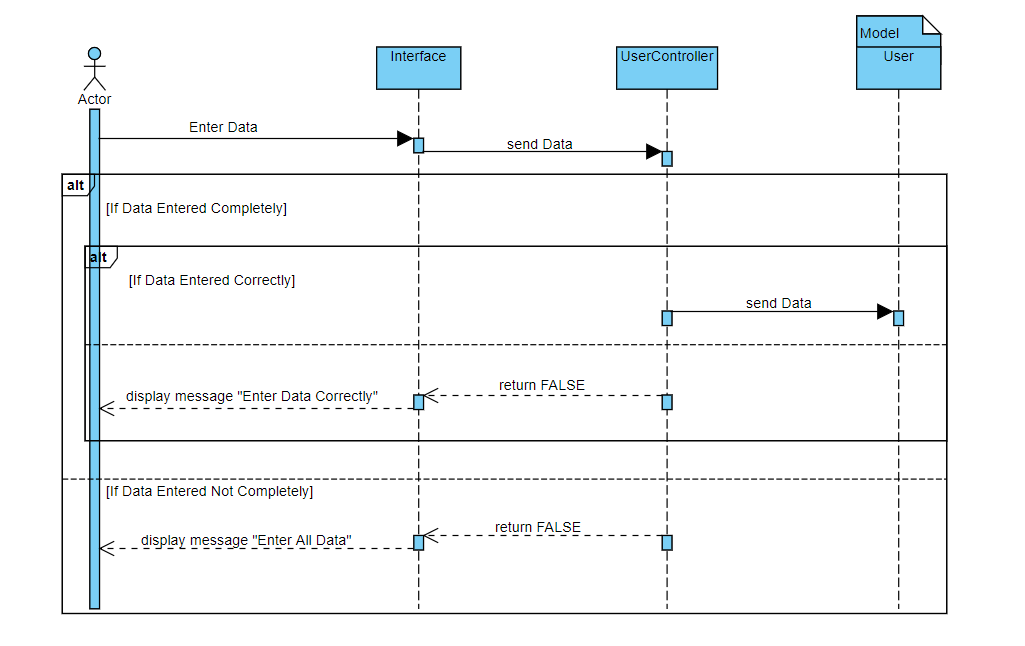 Model
Interface
UserController
User
Actor
Enter Data
send Data
alt
[If Data Entered Completely]
alt
[If Data Entered Correctly]
send Data
return FALSE
display message "Enter Data Correctly"
[If Data Entered Not Completely]
return FALSE
display message "Enter All Data"